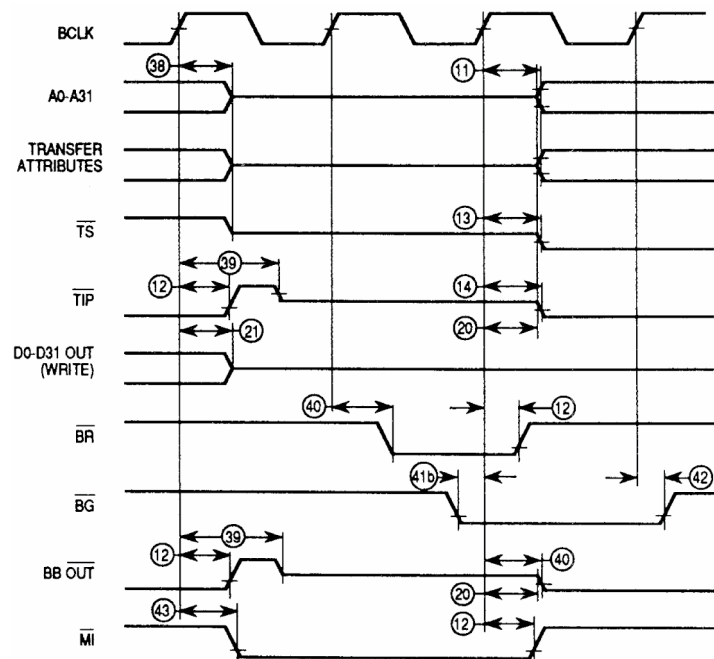 BCLK
38
11
A0-A31
TRANSFER
ATTRIBUTES
13
TS
39
12
14
TIP
21
20
D0-D31 OUT
(WRITE)
40
12
BR
41b
42
BG
39
12
40
BB OUT
20
43
12
MI